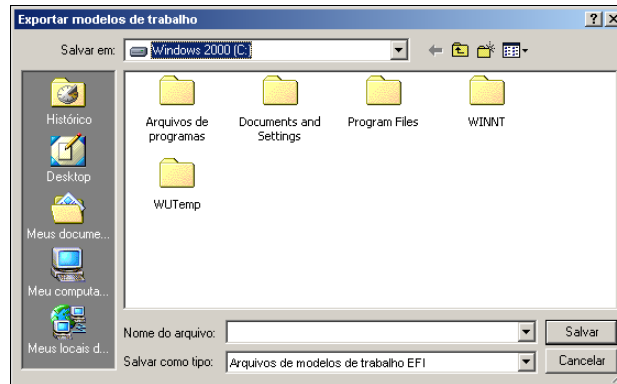 Exportar modelos de trabalho
Salvar em: Windows 2000 (C:)
Histórico
Desktop
Meus docume...
Meu computa...
Meus locais d...
Arquivos de programas
Documents and Settings
Program Files
WINNT
WUTemp
Nome do arquivo:
Salvar
Salvar como tipo: Arquivos de modelos de trabalho EFI
Cancelar